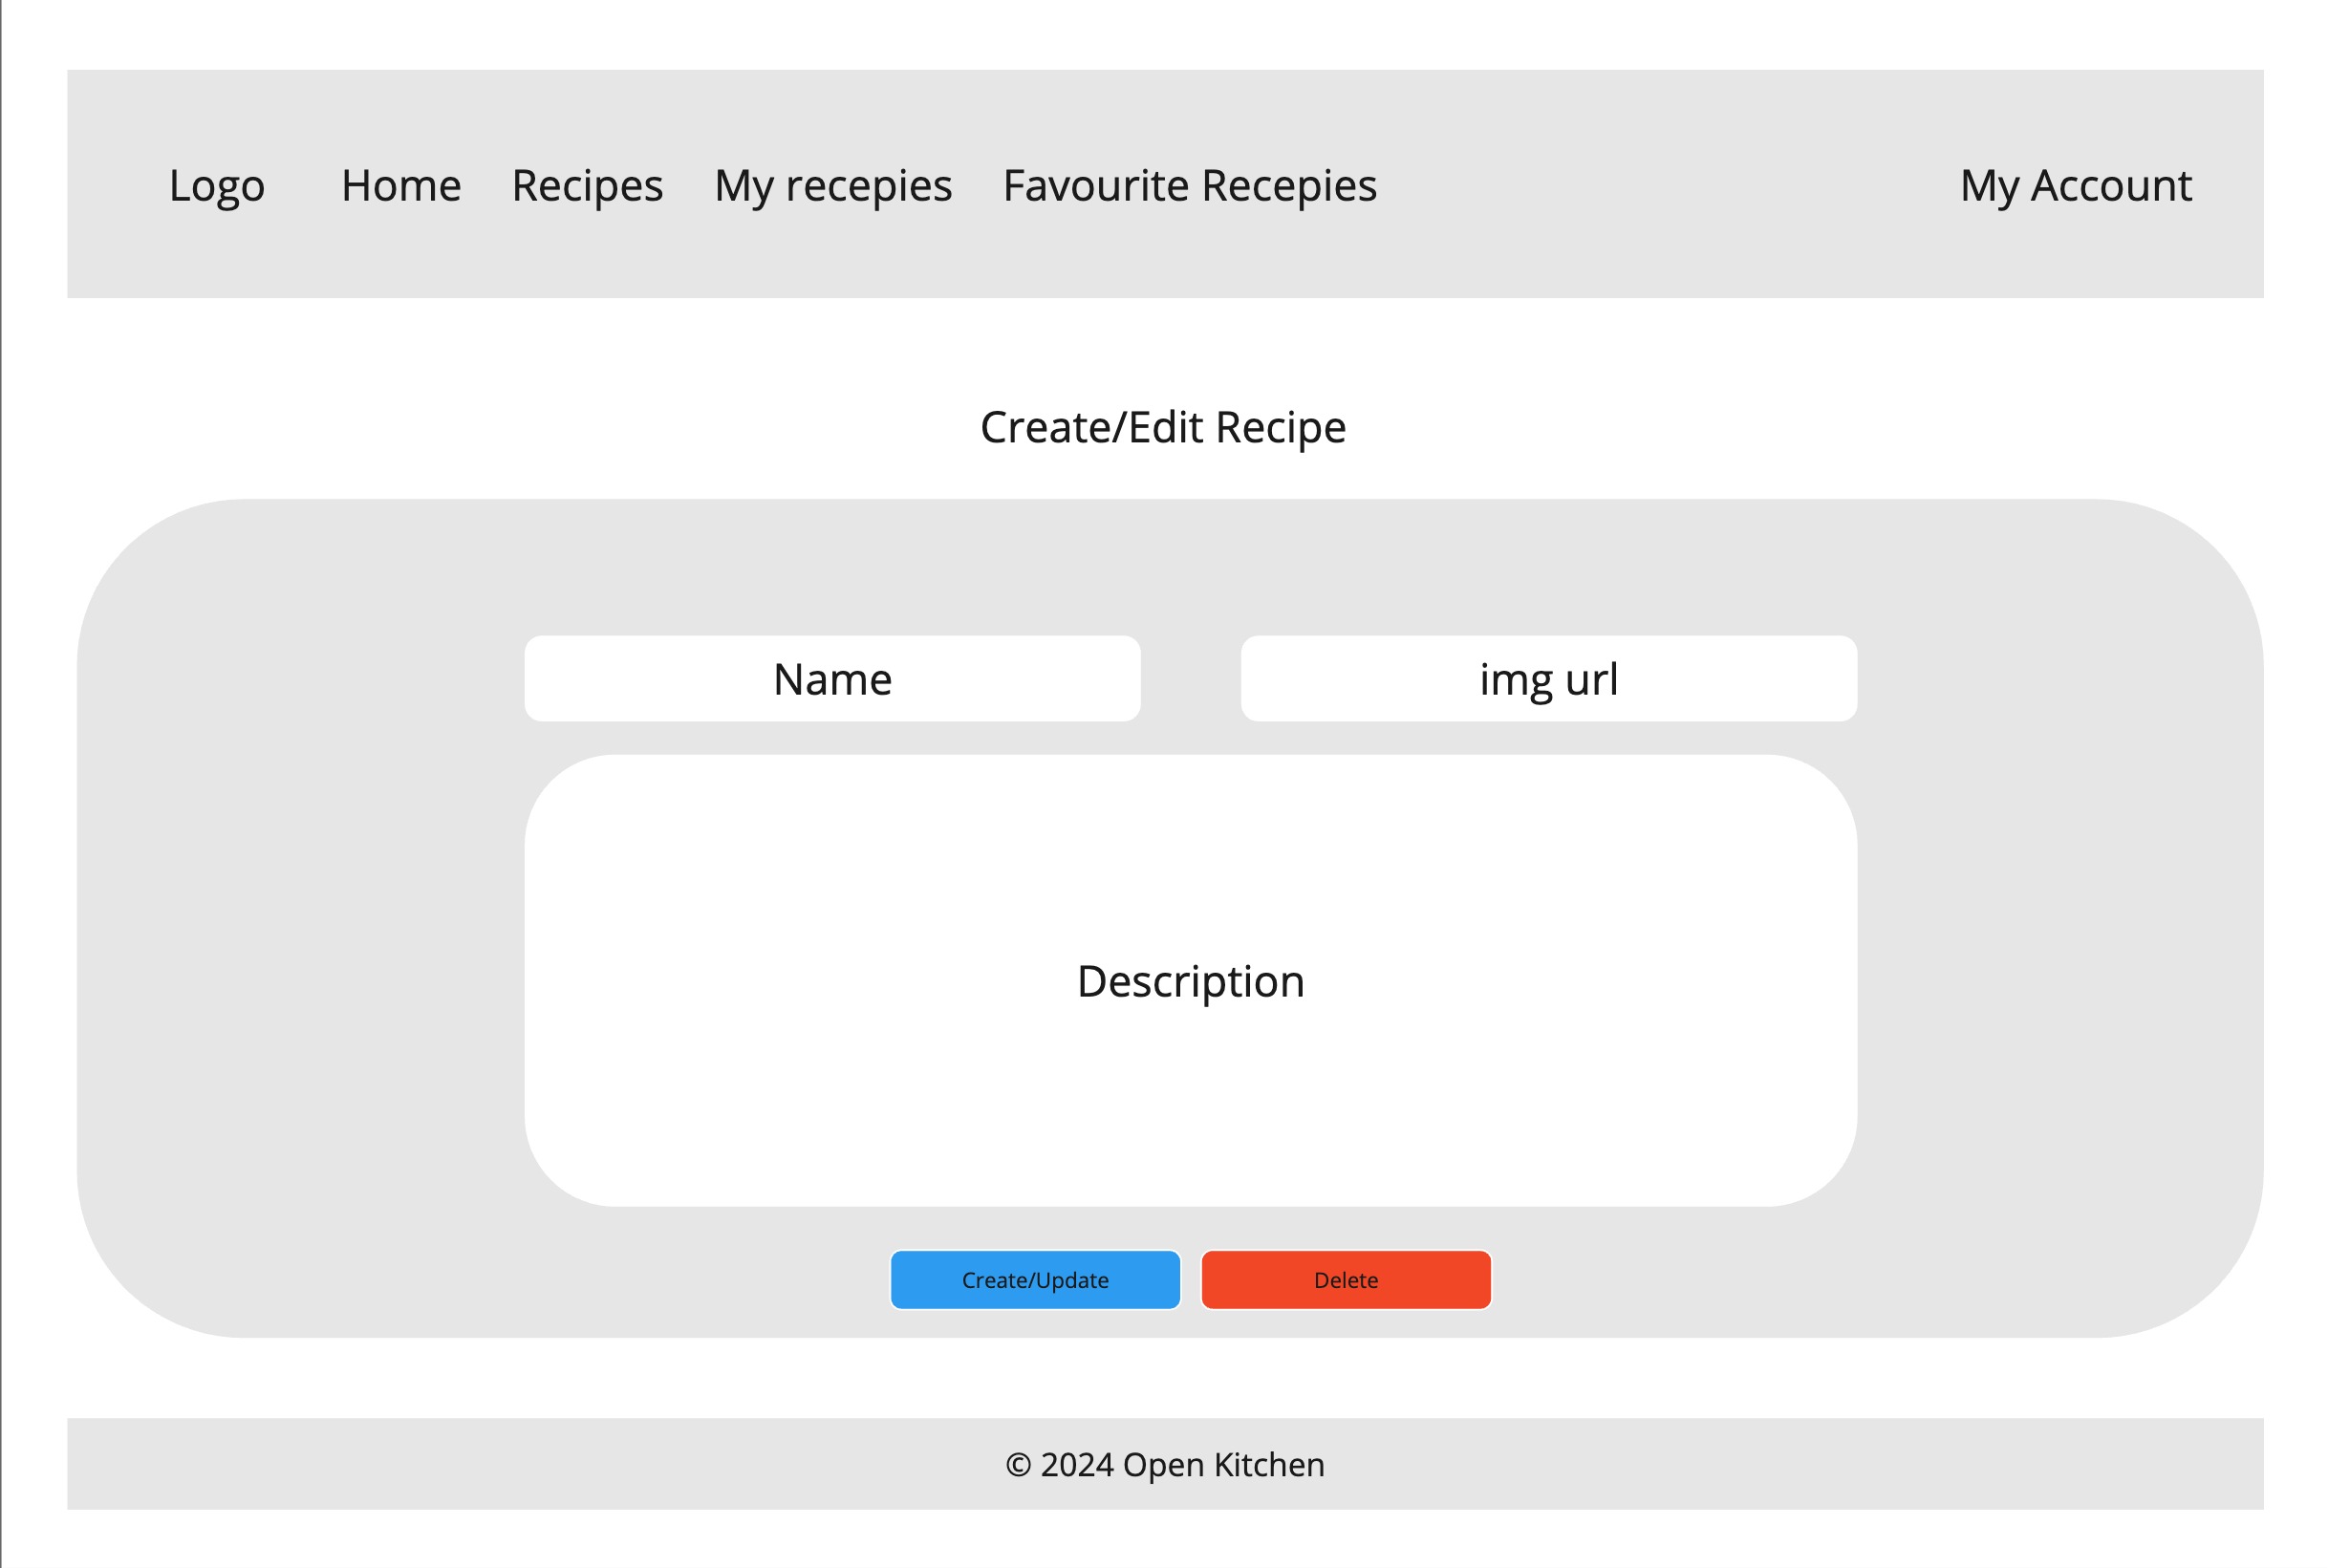 Logo Home Recipes My recepies Favourite Recepies My Account
Create/Edit Recipe
Name img url
Description
Create/Update Delete
© 2024 Open Kitchen